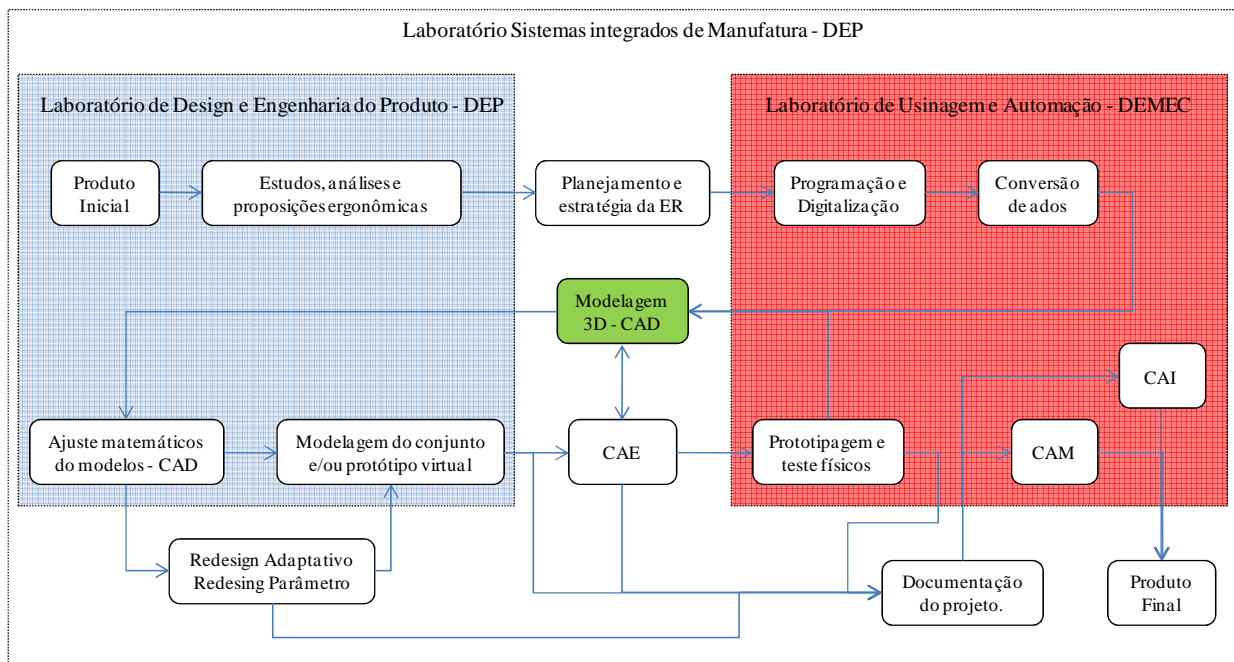 Laboratório Sistemas integrados de Manufatura - DEP
Laboratório de Design e Engenharia do Produto - DEP
Laboratório de Usinagem e Automação - DEMEC
Produto
Inicial
Estudos, análises e
proposições ergonômicas
Planejamento e
estratégia da ER
Programação e
Digitalização
Conversão
de ados
Modelagem
3D - CAD
CAI
Ajuste matemáticos
do modelos - CAD
Modelagem do conjunto
e/ou protótipo virtual
CAE
Prototipagem e
teste físicos
CAM
Redesign Adaptativo
Redesing Parâmetro
Documentação
do projeto.
Produto
Final